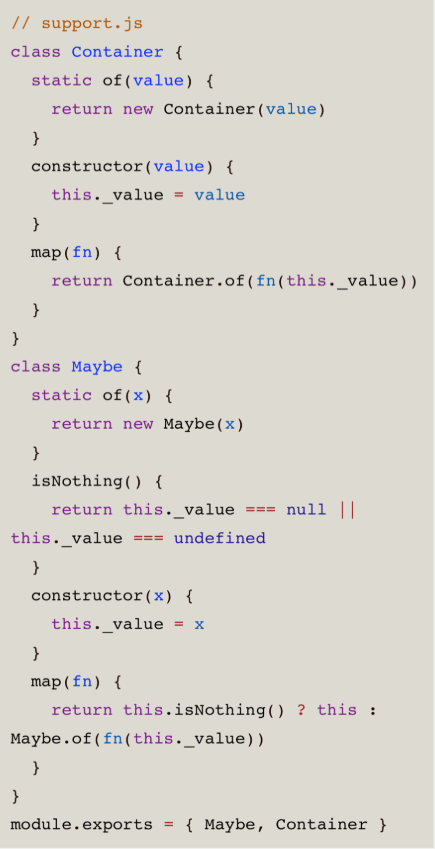 // support.js
class Container {
  static of(value) {
    return new Container(value)
  }
  constructor(value) {
    this._value = value
  }
  map(fn) {
    return Container.of(fn(this._value))
  }
}
class Maybe {
  static of(x) {
    return new Maybe(x)
  }
  isNothing() {
    return this._value === null ||
this._value === undefined
  }
  constructor(x) {
    this._value = x
  }
  map(fn) {
    return this.isNothing() ? this :
Maybe.of(fn(this._value))
  }
}
module.exports = { Maybe, Container }